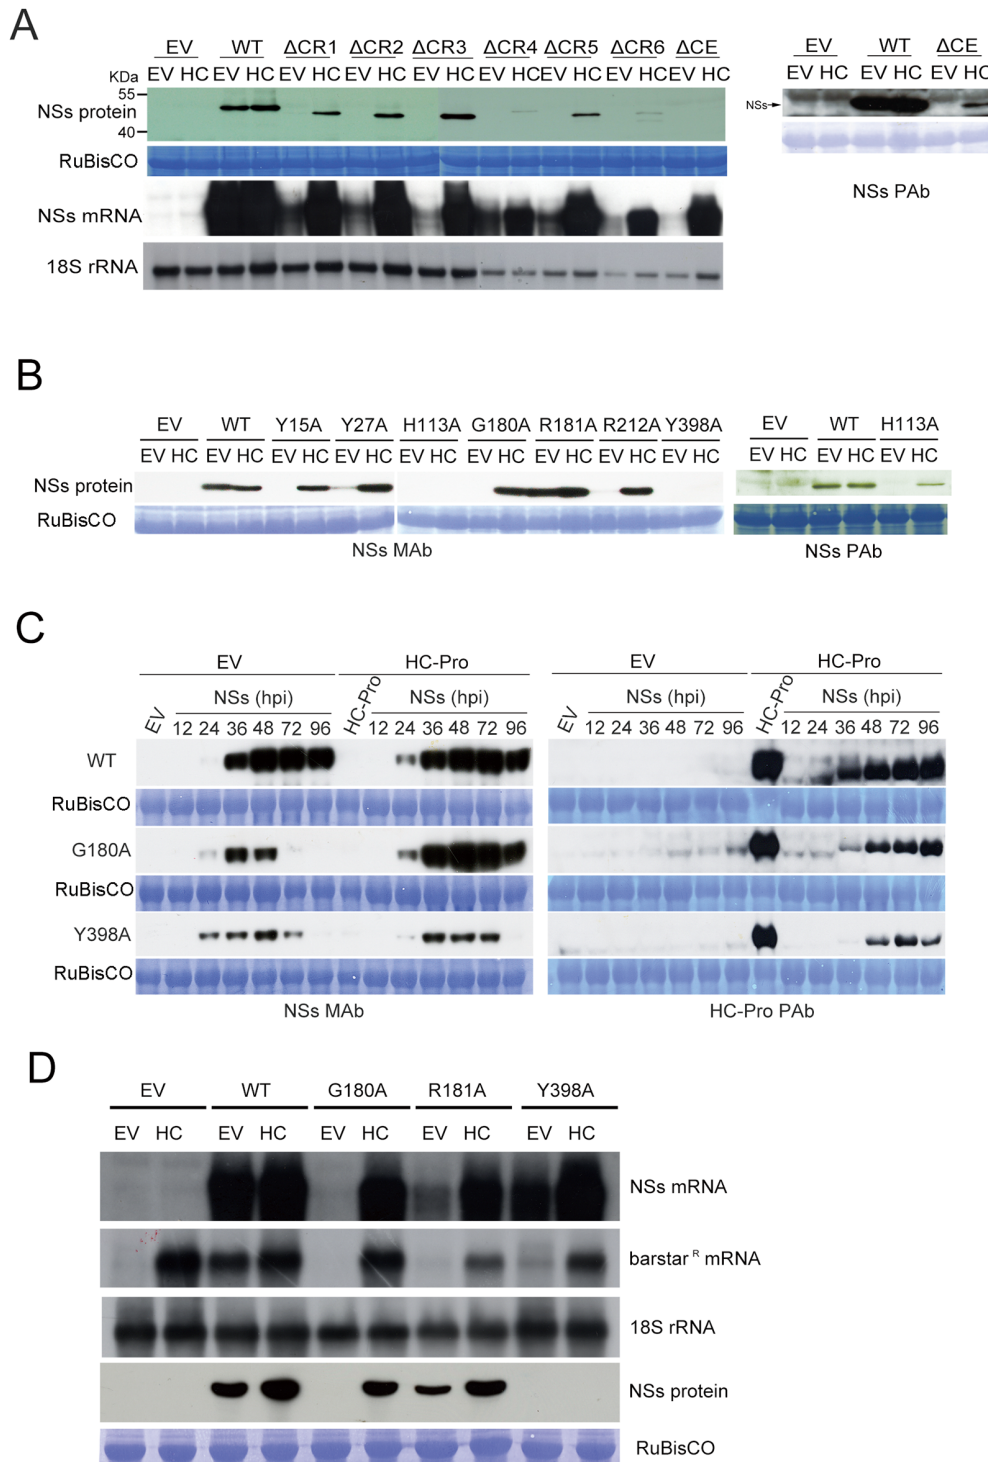 A
EV WT ΔCR1 ΔCR2 ΔCR3 ΔCR4 ΔCR5 ΔCR6 ΔCE
EV HC EV HC EV HC EV HC EV HC EV HC EV HC EV HC EV HC
KDa
55
NSs protein
40
RuBisCO
NSs mRNA
18S rRNA
EV WT ΔCE
EV HC EV HC EV HC
NSs
NSs PAb
B
EV WT Y15A Y27A H113A G180A R181A R212A Y398A
EV HC EV HC EV HC EV HC EV HC EV HC EV HC EV HC EV HC
NSs protein
RuBisCO
NSs MAb
EV WT H113A
EV HC EV HC EV HC
NSs PAb
C
EV HC-Pro
NSs (hpi) NSs (hpi)
EV 12 24 36 48 72 96 HC-Pro 12 24 36 48 72 96
WT
RuBisCO
G180A
RuBisCO
Y398A
RuBisCO
NSs MAb
EV HC-Pro
NSs (hpi) NSs (hpi)
EV 12 24 36 48 72 96 HC-Pro 12 24 36 48 72 96
HC-Pro PAb
D
EV WT G180A R181A Y398A
EV HC EV HC EV HC EV HC EV HC
NSs mRNA
barstar R mRNA
18S rRNA
NSs protein
RuBisCO